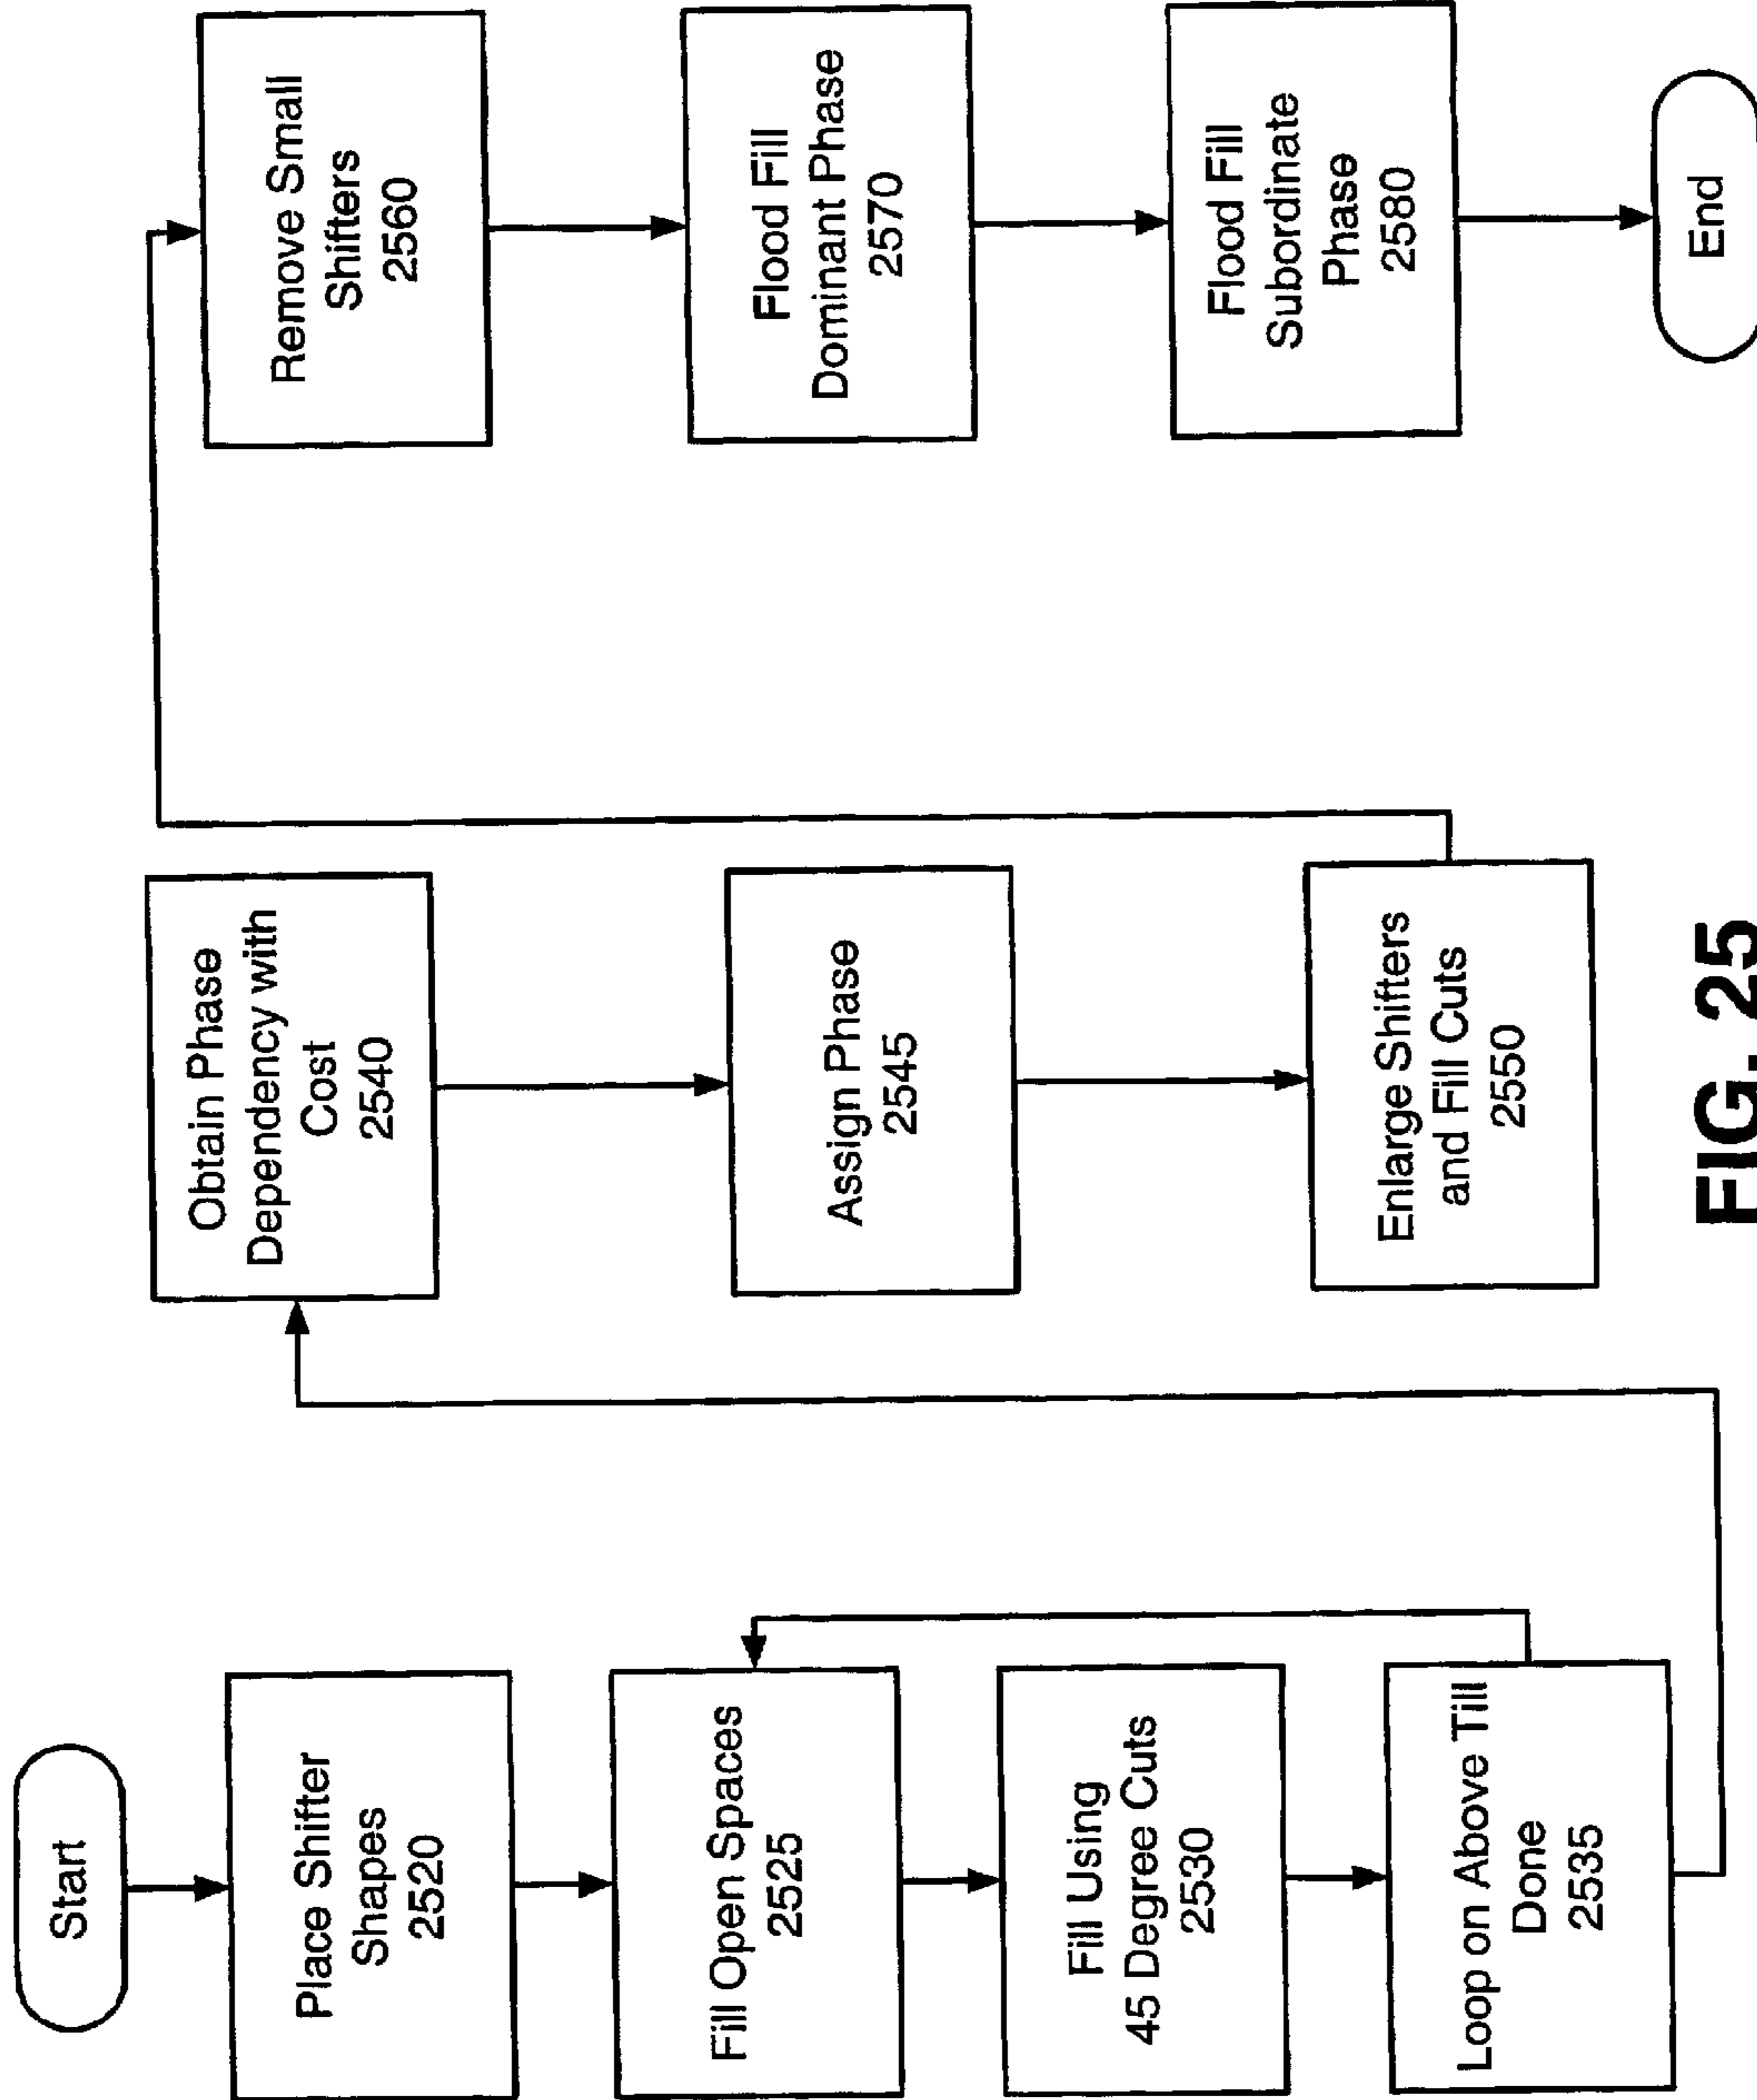 Start
Place Shifter
Shapes
2520
Fill Open Spaces
2525
Fill Using
45 Degree Cuts
2530
Loop on Above Till
Done
2535
Obtain Phase
Dependency with
Cost
2540
Assign Phase
2545
Enlarge Shifters
and Fill Cuts
2550
Remove Small
Shifters
2560
Flood Fill
Dominant Phase
2570
Flood Fill
Subordinate
Phase
2580
End
FIG. 25